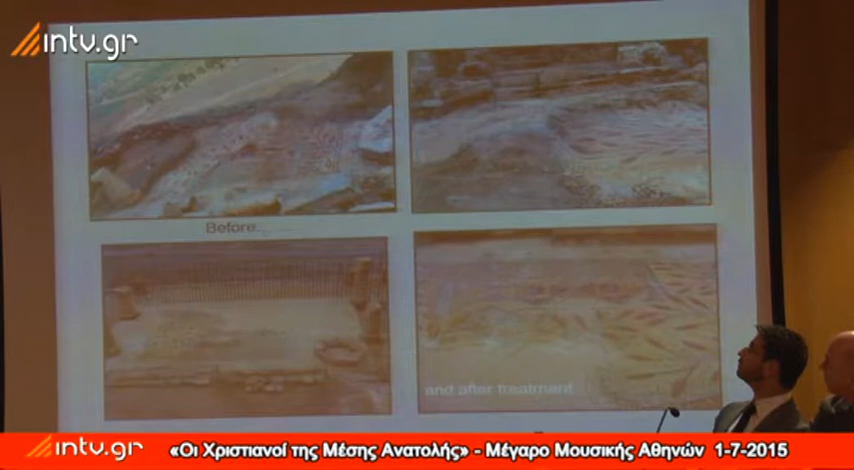 intv.gr
Before...
and after treatment
intv.gr «Οι Χριστιανοί της Μέσης Ανατολής» - Μέγαρο Μουσικής Αθηνών 1-7-2015